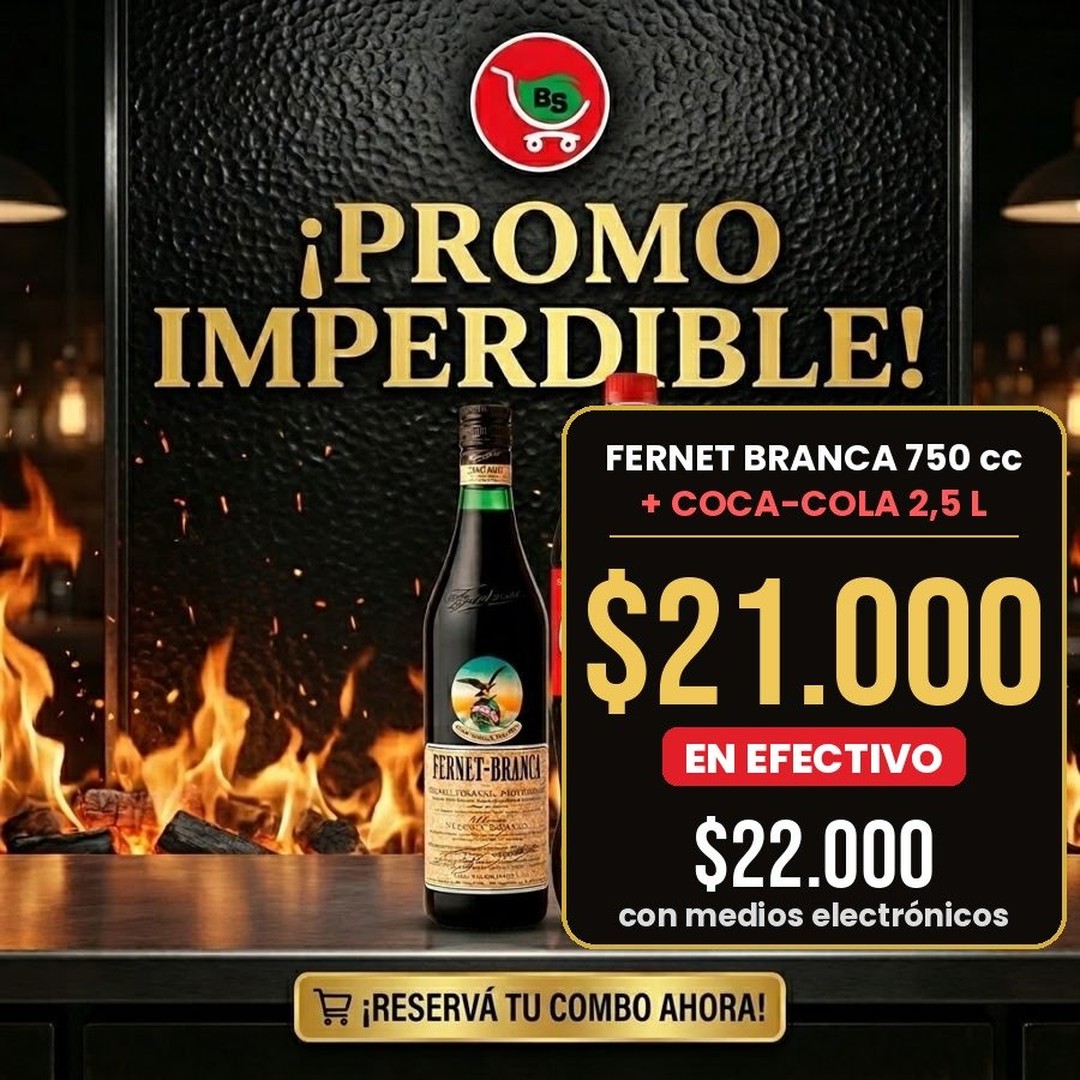 BS
¡PROMO
IMPERDIBLE!
FERNET BRANCA 750 cc
+ COCA-COLA 2,5 L
$21.000
EN EFECTIVO
$22.000
con medios electrónicos
FERNET-BRANCA
¡RESERVÁ TU COMBO AHORA!